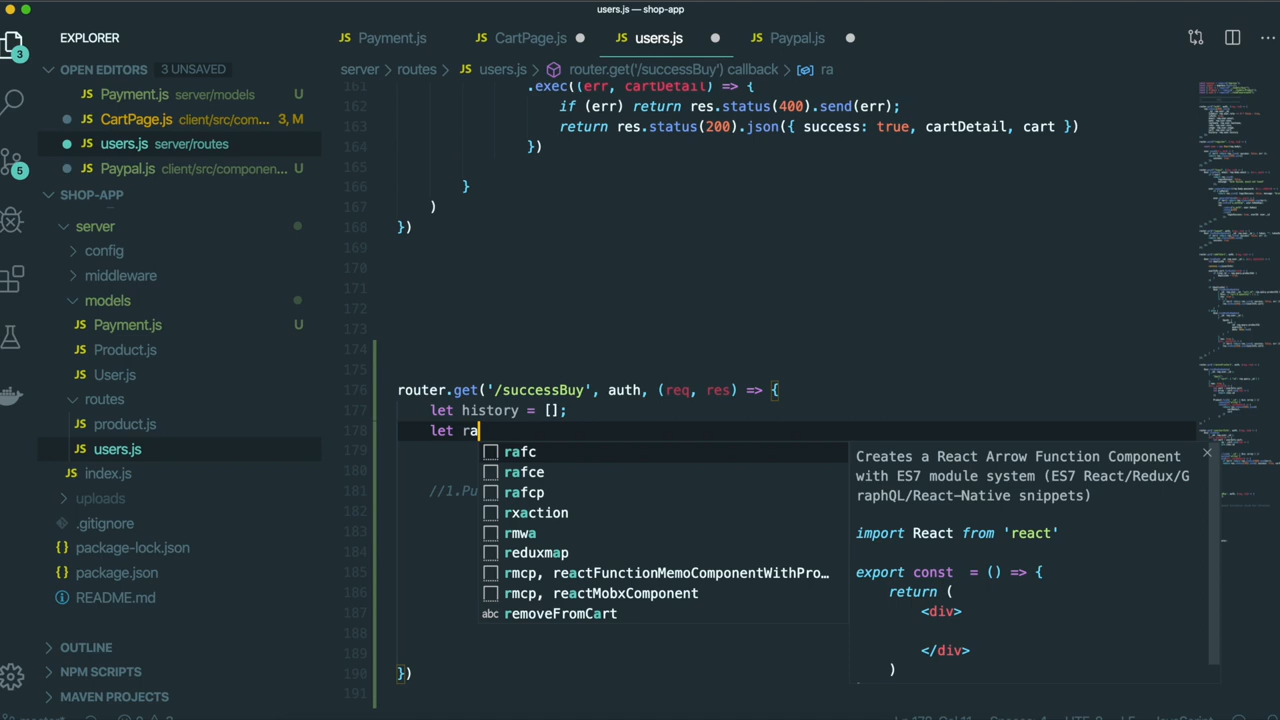 users.js — shop-app
EXPLORER
OPEN EDITORS 3 UNSAVED
JS Payment.js server/models U
JS CartPage.js client/src/com... 3, M
JS users.js server/routes
JS Paypal.js client/src/componen... U
SHOP-APP
server
config
middleware
models
JS Payment.js U
JS Product.js
JS User.js
routes
JS product.js
JS users.js
JS index.js
uploads
.gitignore
{} package-lock.json
{} package.json
README.md
OUTLINE
NPM SCRIPTS
MAVEN PROJECTS
3
5
JS Payment.js JS CartPage.js JS users.js JS Paypal.js
server > routes > JS users.js > router.get('/successBuy') callback > ra
161 .exec((err, cartDetail) => {
162 if (err) return res.status(400).send(err);
163 return res.status(200).json({ success: true, cartDetail, cart })
164 })
165
166 }
167 )
168 })
169
170
171
172
173
174
175
176 router.get('/successBuy', auth, (req, res) => {
177 let history = [];
178 let ra
179
180
181 //1.Pu
182
183
184
185
186
187
188
189
190 })
191
rafc
rafce
rafcp
rxaction
rmwa
reduxmap
rmcp, reactFunctionMemoComponentWithPro...
rmcp, reactMobxComponent
abc removeFromCart
Creates a React Arrow Function Component
with ES7 module system (ES7 React/Redux/G
raphQL/React-Native snippets)
import React from 'react'
export const = () => {
return (
<div>
</div>
)